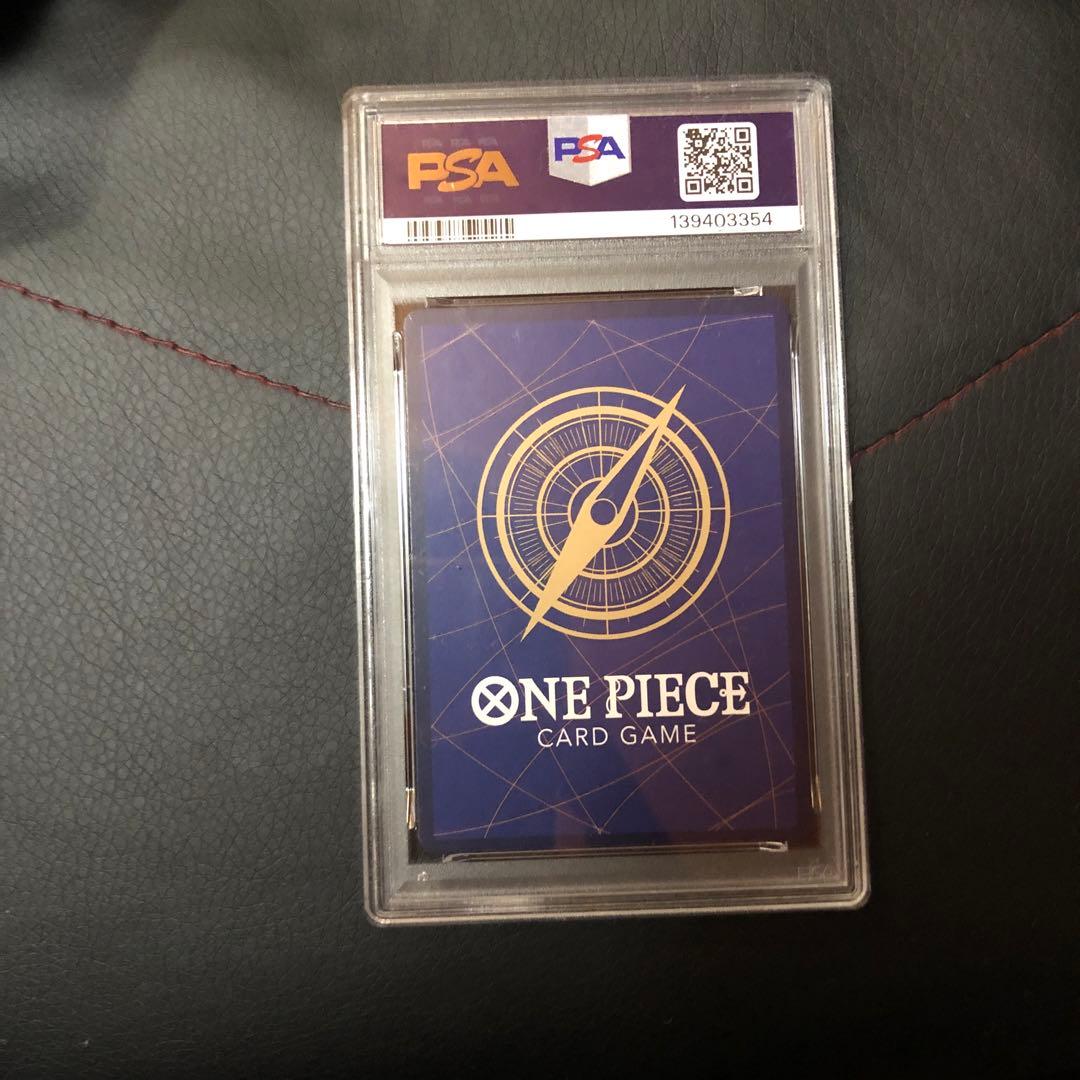 PSA
PSA
139403354
ONE PIECE
CARD GAME